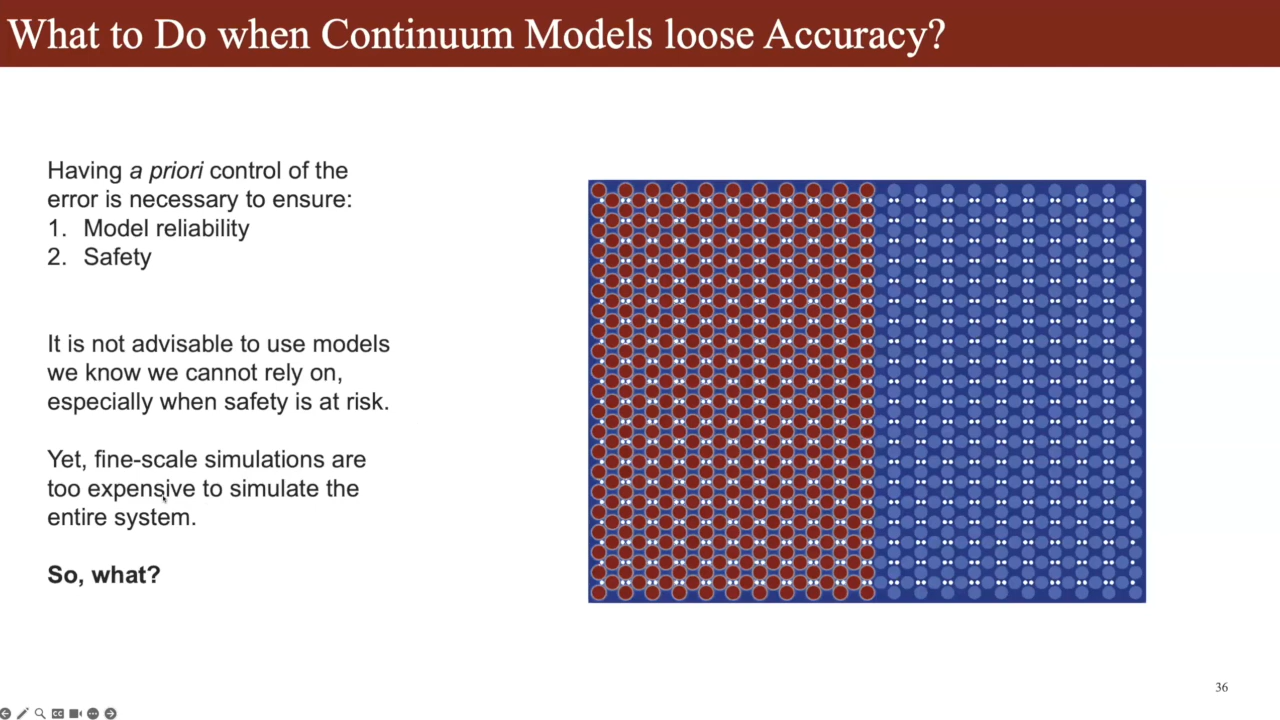 What to Do when Continuum Models loose Accuracy?
Having a priori control of the
error is necessary to ensure:
1. Model reliability
2. Safety
It is not advisable to use models
we know we cannot rely on,
especially when safety is at risk.
Yet, fine-scale simulations are
too expensive to simulate the
entire system.
So, what?
36
CC